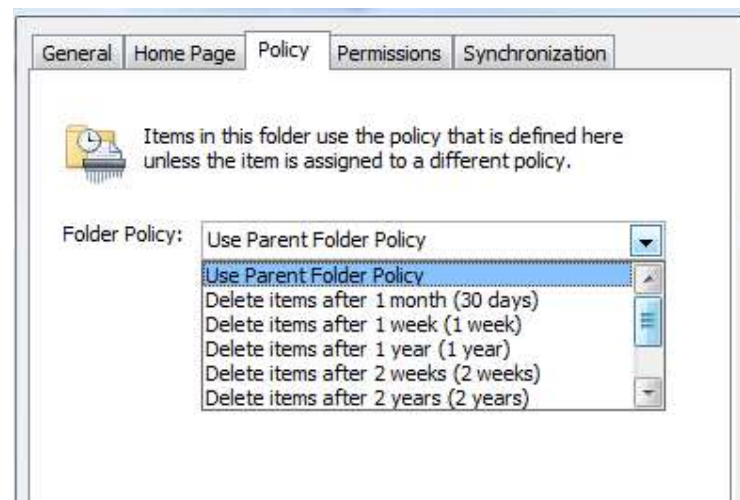 General Home Page Policy Permissions Synchronization
Items in this folder use the policy that is defined here
unless the item is assigned to a different policy.
Folder Policy: Use Parent Folder Policy
Use Parent Folder Policy
Delete items after 1 month (30 days)
Delete items after 1 week (1 week)
Delete items after 1 year (1 year)
Delete items after 2 weeks (2 weeks)
Delete items after 2 years (2 years)